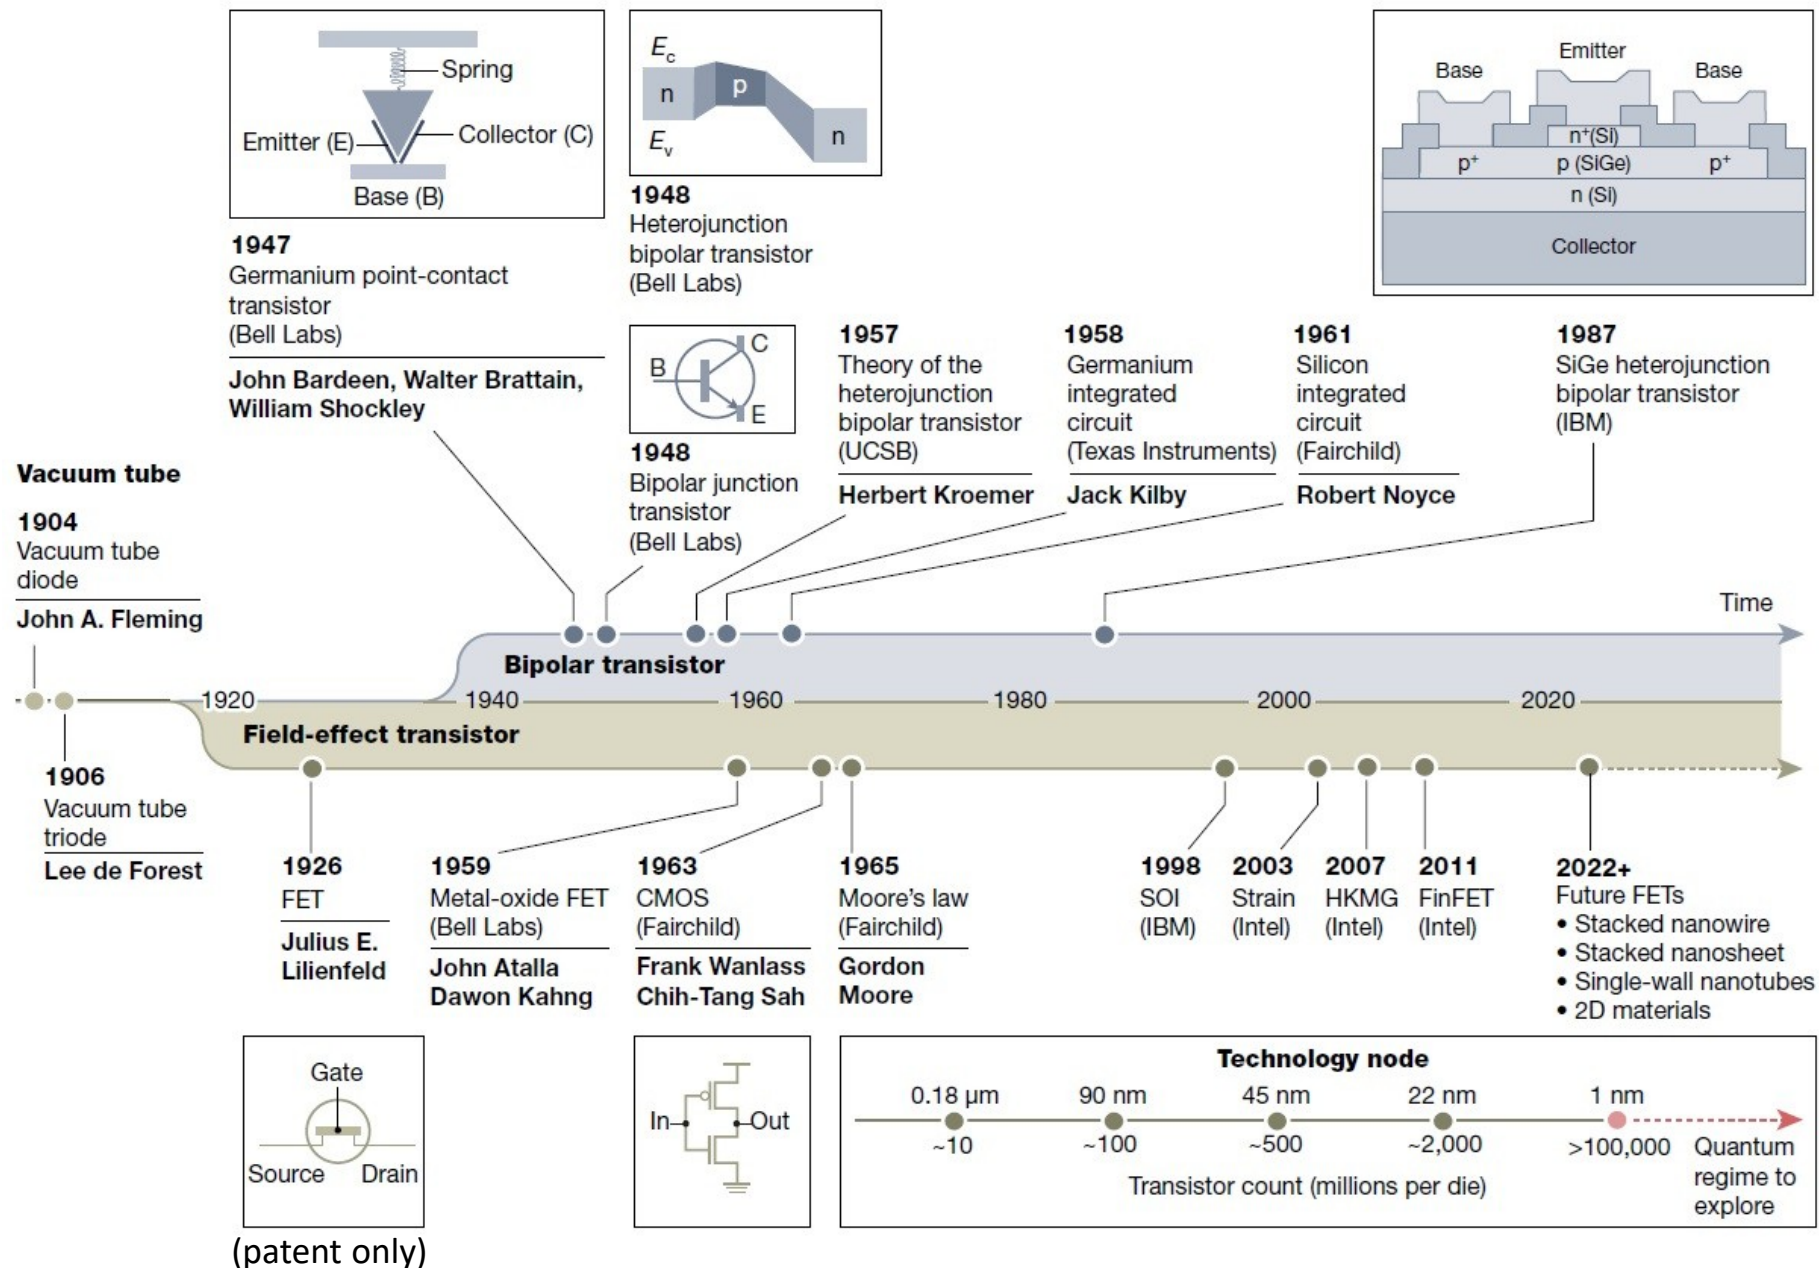 Spring
Emitter (E)
Collector (C)
Base (B)
1947
Germanium point-contact
transistor
(Bell Labs)
John Bardeen, Walter Brattain,
William Shockley
Ec
n
p
Ev
n
1948
Heterojunction
bipolar transistor
(Bell Labs)
B
C
E
1948
Bipolar junction
transistor
(Bell Labs)
Emitter
Base
Base
n+(Si)
p+
p (SiGe)
p+
n (Si)
Collector
1957
Theory of the
heterojunction
bipolar transistor
(UCSB)
Herbert Kroemer
1958
Germanium
integrated
circuit
(Texas Instruments)
Jack Kilby
1961
Silicon
integrated
circuit
(Fairchild)
Robert Noyce
1987
SiGe heterojunction
bipolar transistor
(IBM)
Vacuum tube
1904
Vacuum tube
diode
John A. Fleming
Time
Bipolar transistor
1920
1940
1960
1980
2000
2020
Field-effect transistor
1906
Vacuum tube
triode
Lee de Forest
1926
FET
Julius E.
Lilienfeld
1959
Metal-oxide FET
(Bell Labs)
John Atalla
Dawon Kahng
1963
CMOS
(Fairchild)
Frank Wanlass
Chih-Tang Sah
1965
Moore's law
(Fairchild)
Gordon
Moore
1998
SOI
(IBM)
2003
Strain
(Intel)
2007
HKMG
(Intel)
2011
FinFET
(Intel)
2022+
Future FETs
• Stacked nanowire
• Stacked nanosheet
• Single-wall nanotubes
• 2D materials
Gate
Source
Drain
(patent only)
In
Out
Technology node
0.18 µm
90 nm
45 nm
22 nm
1 nm
~10
~100
~500
~2,000
>100,000
Quantum
regime to
explore
Transistor count (millions per die)